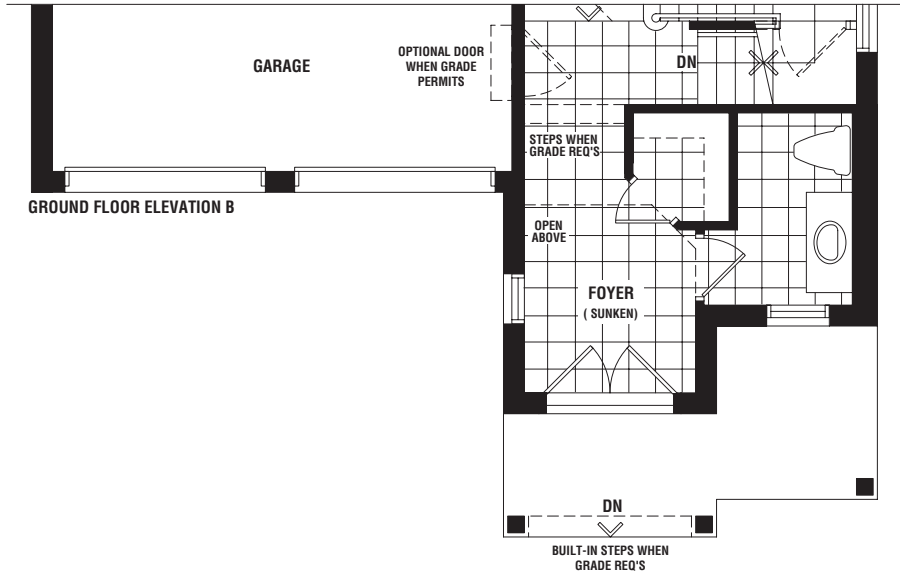 GARAGE
OPTIONAL DOOR
WHEN GRADE
PERMITS
DN
STEPS WHEN
GRADE REQ'S
GROUND FLOOR ELEVATION B
OPEN
ABOVE
FOYER
( SUNKEN)
DN
BUILT-IN STEPS WHEN
GRADE REQ'S